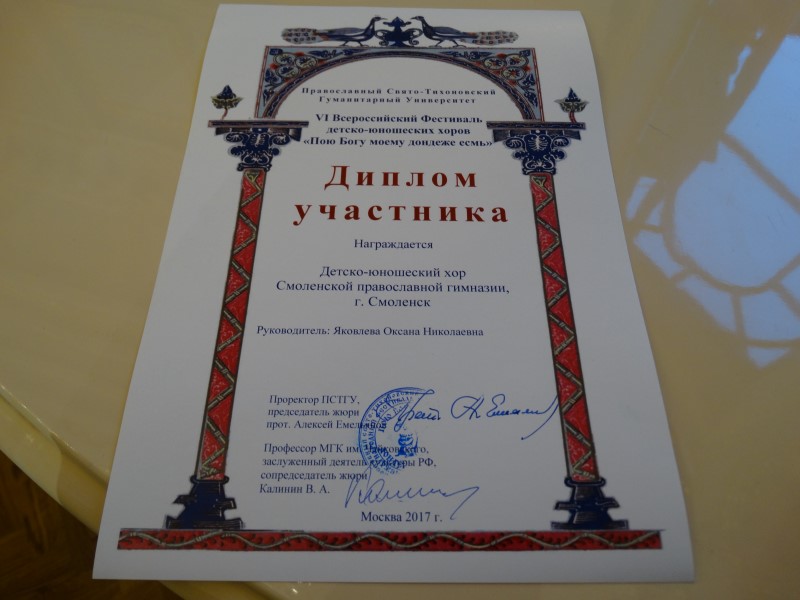 Православный Свято-Тихоновский
Гуманитарный Университет
VI Всероссийский Фестиваль
детско-юношеских хоров
«Пою Богу моему дондеже есмь»
Диплом
участника
Награждается
Детско-юношеский хор
Смоленской православной гимназии,
г. Смоленск
Руководитель: Яковлева Оксана Николаевна
Проректор ПСТГУ,
председатель жюри
прот. Алексей
Профессор МГК им.
заслуженный деятель культуры РФ,
сопредседатель жюри
Калинин В. А.
Москва 2017 г.